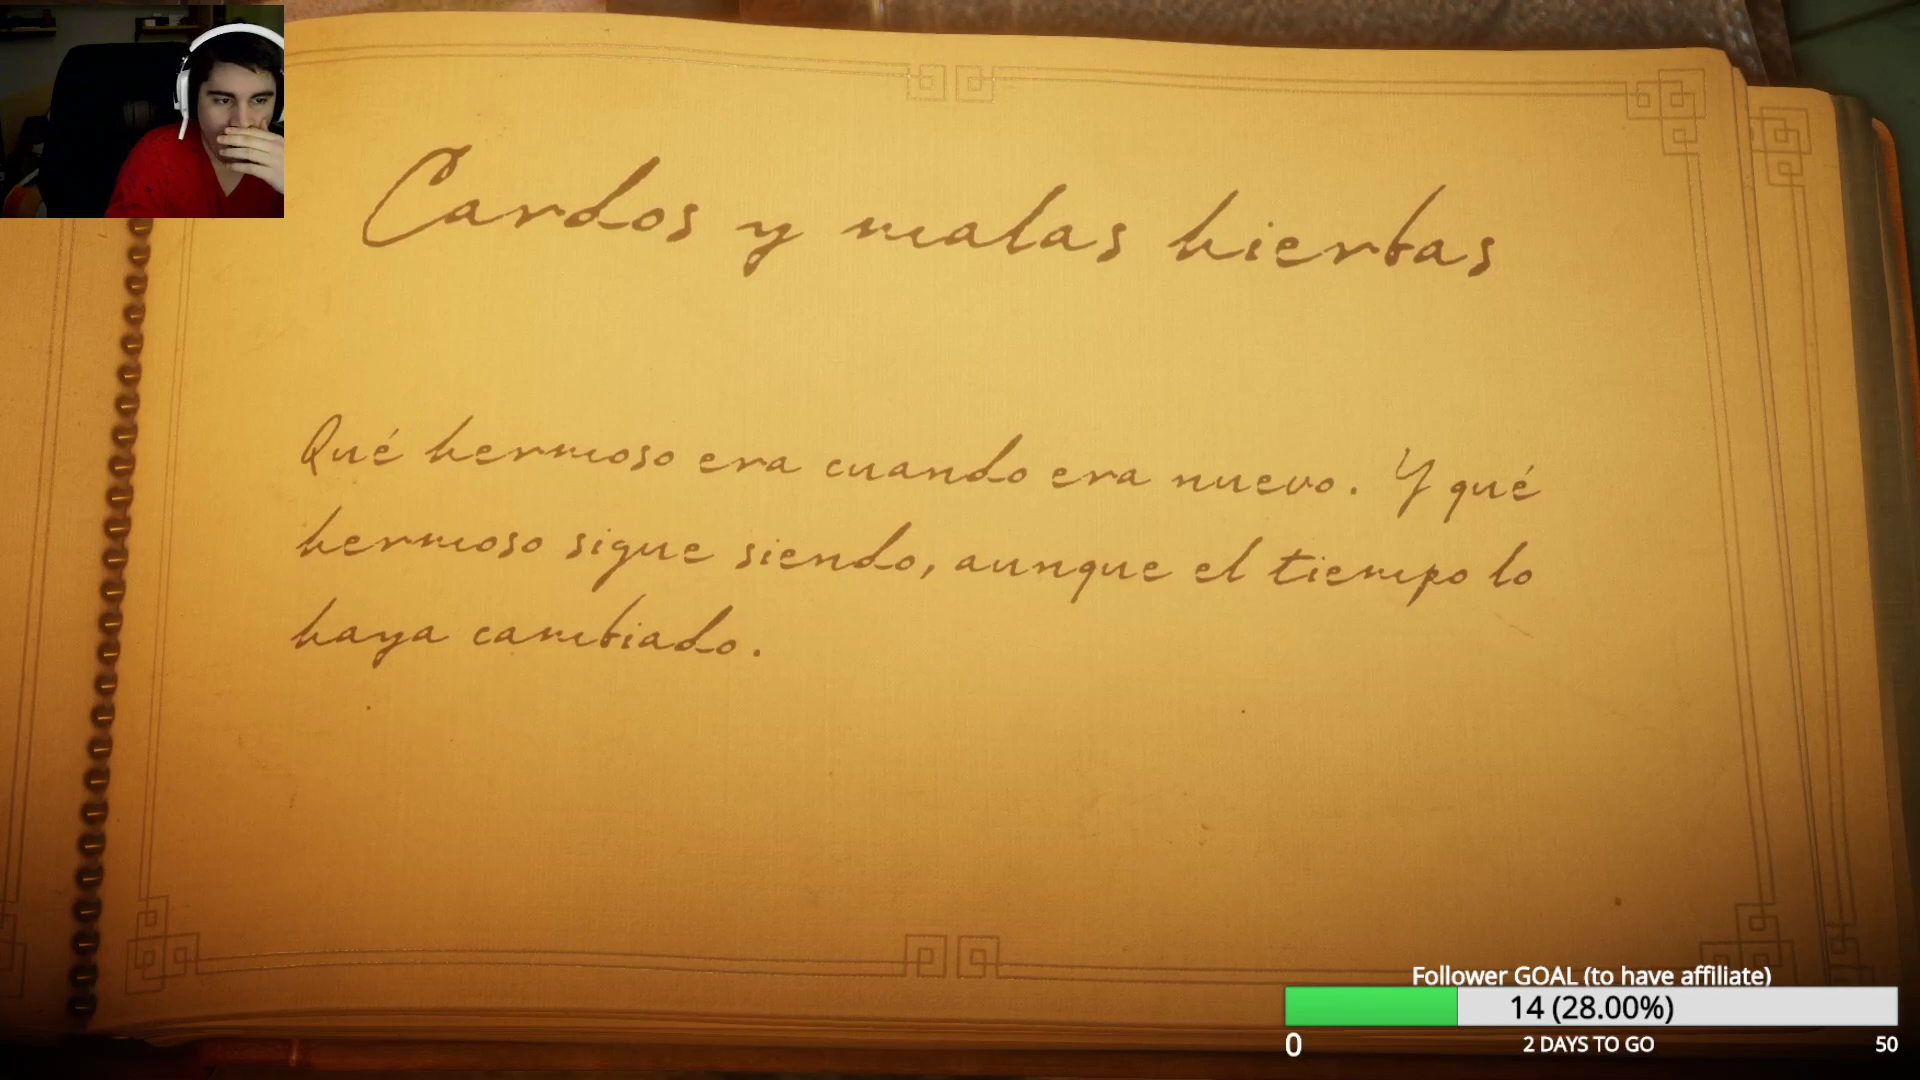 Cardos y malas hierbas
Qué hermoso era cuando era nuevo. Y qué
hermoso sigue siendo, aunque el tiempo lo
haya cambiado.
Follower GOAL (to have affiliate)
14 (28.00%)
0 2 DAYS TO GO 50